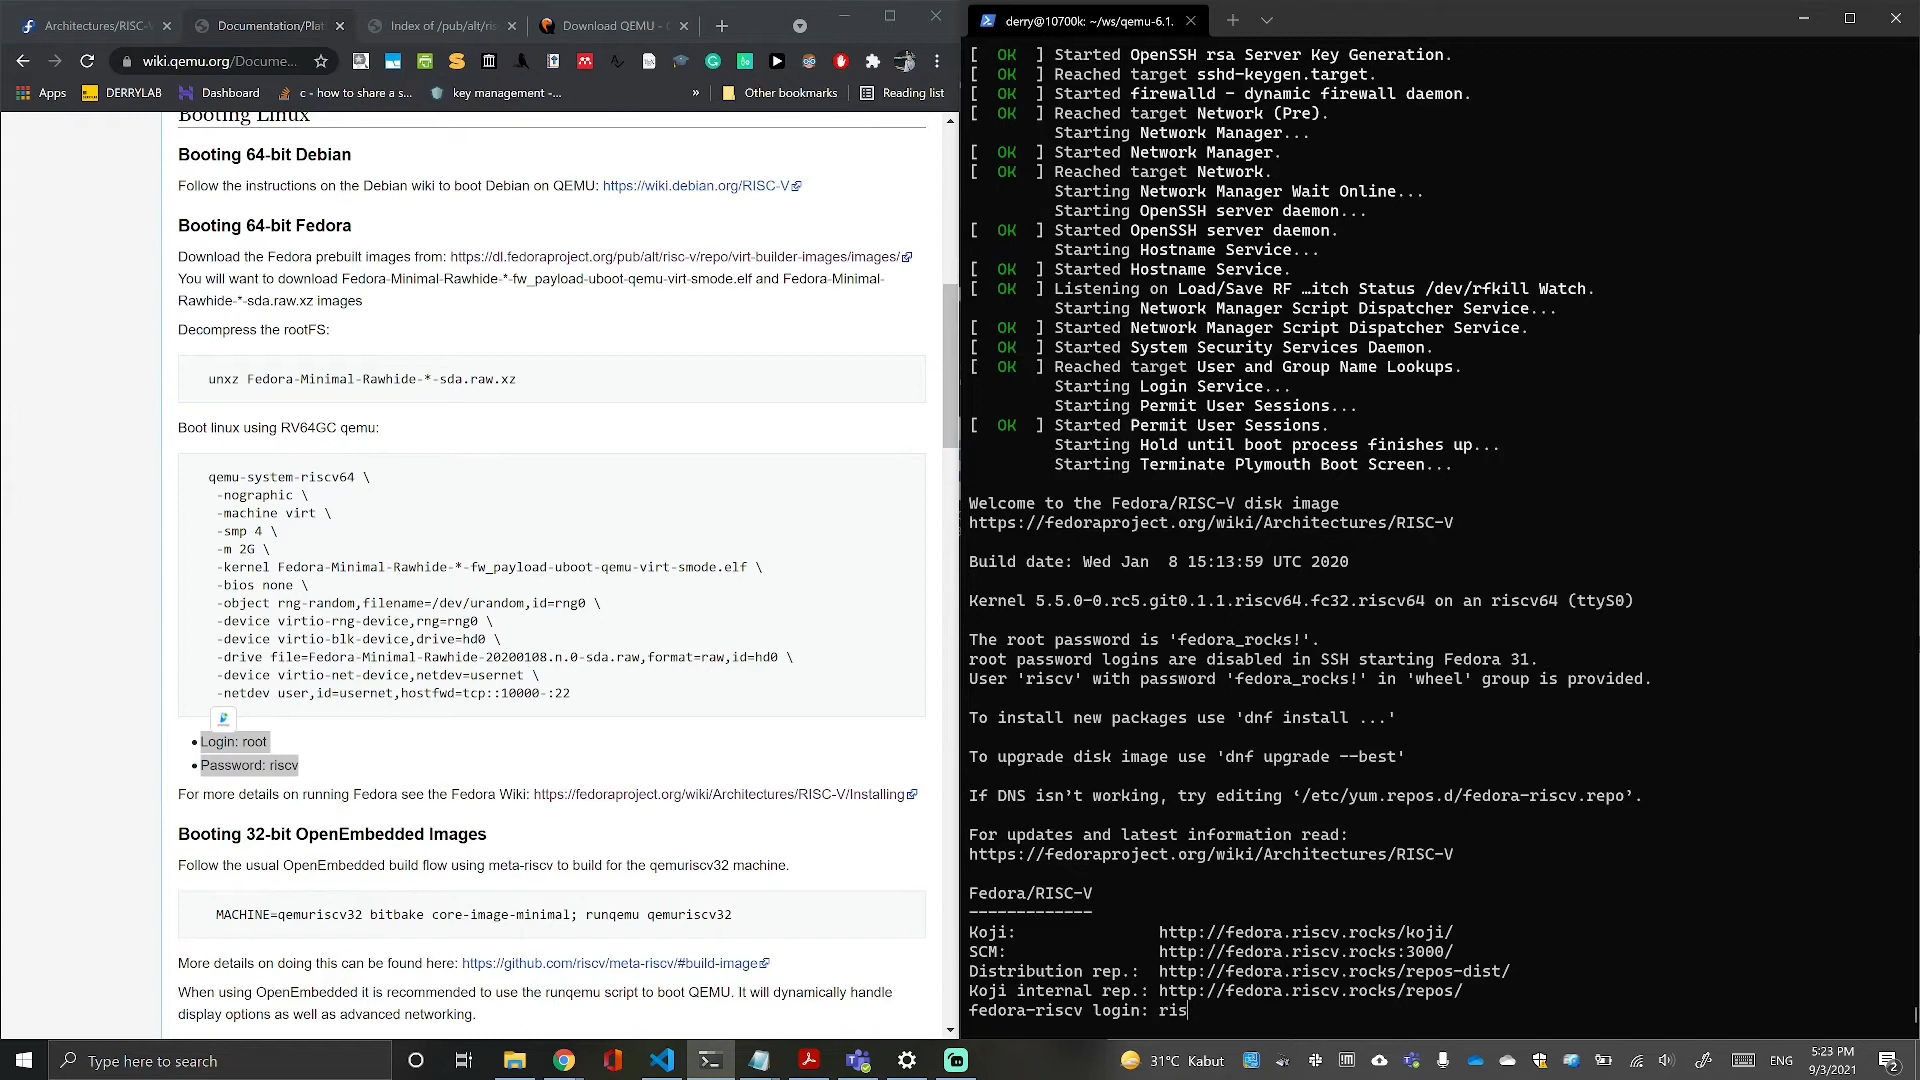 Architectures/RISC-V
Documentation/Plat
Index of /pub/alt/ris
Download QEMU -
wiki.qemu.org/Docume...
Apps
DERRYLAB
Dashboard
c - how to share a s...
key management -...
»
Other bookmarks
Reading list
Booting Linux
Booting 64-bit Debian
Follow the instructions on the Debian wiki to boot Debian on QEMU: https://wiki.debian.org/RISC-V
Booting 64-bit Fedora
Download the Fedora prebuilt images from: https://dl.fedoraproject.org/pub/alt/risc-v/repo/virt-builder-images/images/
You will want to download Fedora-Minimal-Rawhide-*-fw_payload-uboot-qemu-virt-smode.elf and Fedora-Minimal-
Rawhide-*-sda.raw.xz images
Decompress the rootFS:
unxz Fedora-Minimal-Rawhide-*-sda.raw.xz
Boot linux using RV64GC qemu:
qemu-system-riscv64 \
-nographic \
-machine virt \
-smp 4 \
-m 2G \
-kernel Fedora-Minimal-Rawhide-*-fw_payload-uboot-qemu-virt-smode.elf \
-bios none \
-object rng-random,filename=/dev/urandom,id=rng0 \
-device virtio-rng-device,rng=rng0 \
-device virtio-blk-device,drive=hd0 \
-drive file=Fedora-Minimal-Rawhide-20200108.n.0-sda.raw,format=raw,id=hd0 \
-device virtio-net-device,netdev=usernet \
-netdev user,id=usernet,hostfwd=tcp::10000-:22
• Login: root
• Password: riscv
For more details on running Fedora see the Fedora Wiki: https://fedoraproject.org/wiki/Architectures/RISC-V/Installing
Booting 32-bit OpenEmbedded Images
Follow the usual OpenEmbedded build flow using meta-riscv to build for the qemuriscv32 machine.
MACHINE=qemuriscv32 bitbake core-image-minimal; runqemu qemuriscv32
More details on doing this can be found here: https://github.com/riscv/meta-riscv/#build-image
When using OpenEmbedded it is recommended to use the runqemu script to boot QEMU. It will dynamically handle
display options as well as advanced networking.
derry@10700k: ~/ws/qemu-6.1.
[  OK  ] Started OpenSSH rsa Server Key Generation.
[  OK  ] Reached target sshd-keygen.target.
[  OK  ] Started firewalld - dynamic firewall daemon.
[  OK  ] Reached target Network (Pre).
Starting Network Manager...
[  OK  ] Started Network Manager.
[  OK  ] Reached target Network.
Starting Network Manager Wait Online...
Starting OpenSSH server daemon...
[  OK  ] Started OpenSSH server daemon.
Starting Hostname Service...
[  OK  ] Started Hostname Service.
[  OK  ] Listening on Load/Save RF …itch Status /dev/rfkill Watch.
Starting Network Manager Script Dispatcher Service...
[  OK  ] Started Network Manager Script Dispatcher Service.
[  OK  ] Started System Security Services Daemon.
[  OK  ] Reached target User and Group Name Lookups.
Starting Login Service...
Starting Permit User Sessions...
[  OK  ] Started Permit User Sessions.
Starting Hold until boot process finishes up...
Starting Terminate Plymouth Boot Screen...
Welcome to the Fedora/RISC-V disk image
https://fedoraproject.org/wiki/Architectures/RISC-V
Build date: Wed Jan  8 15:13:59 UTC 2020
Kernel 5.5.0-0.rc5.git0.1.1.riscv64.fc32.riscv64 on an riscv64 (ttyS0)
The root password is 'fedora_rocks!'.
root password logins are disabled in SSH starting Fedora 31.
User 'riscv' with password 'fedora_rocks!' in 'wheel' group is provided.
To install new packages use 'dnf install ...'
To upgrade disk image use 'dnf upgrade --best'
If DNS isn’t working, try editing ‘/etc/yum.repos.d/fedora-riscv.repo’.
For updates and latest information read:
https://fedoraproject.org/wiki/Architectures/RISC-V
Fedora/RISC-V
-------------
Koji:               http://fedora.riscv.rocks/koji/
SCM:                http://fedora.riscv.rocks:3000/
Distribution rep.:  http://fedora.riscv.rocks/repos-dist/
Koji internal rep.: http://fedora.riscv.rocks/repos/
fedora-riscv login: ris
Type here to search
31°C Kabut
ENG
5:23 PM
9/3/2021
2